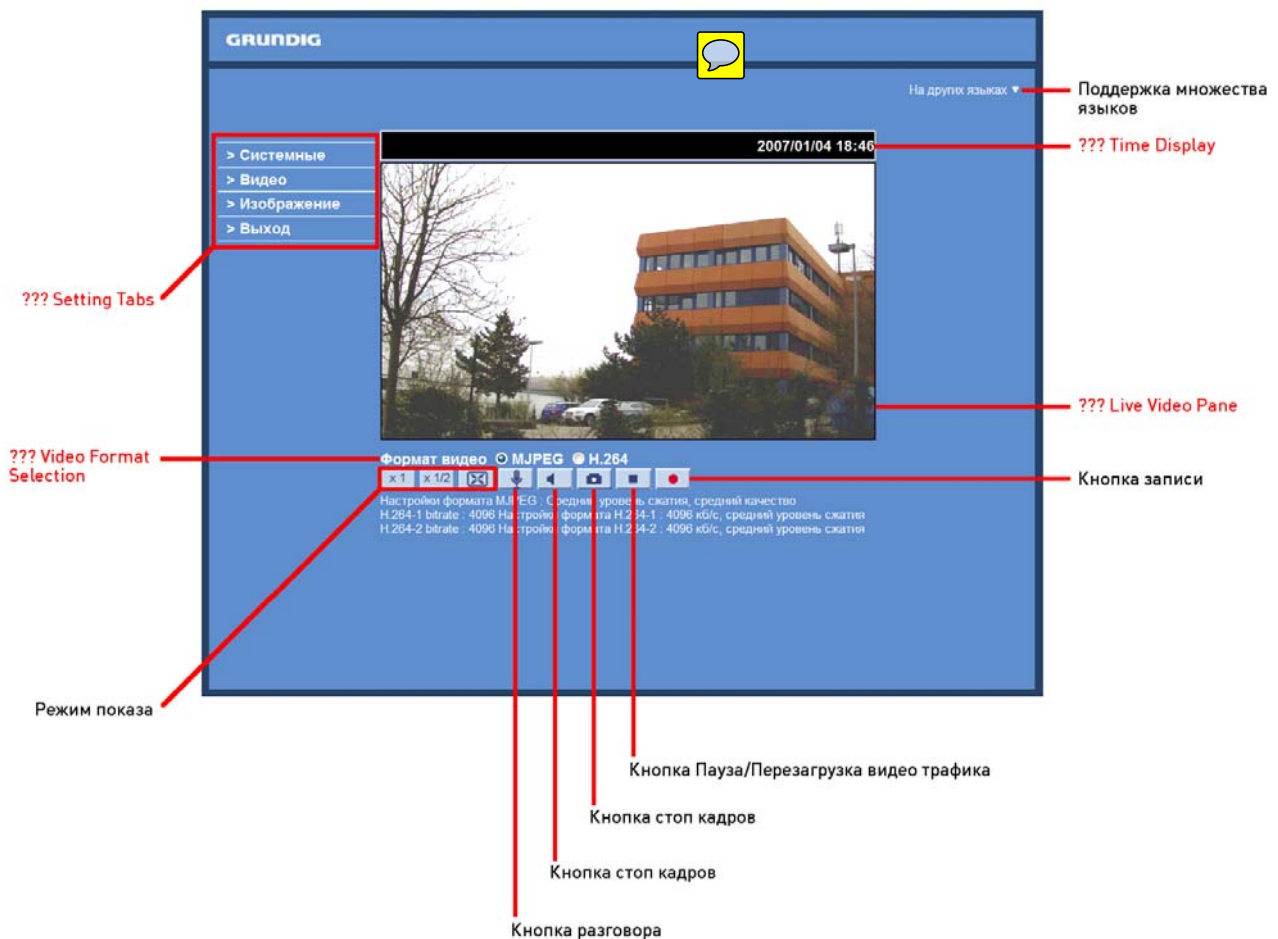 GRUNDIG
На других языках
Поддержка множества
языков
2007/01/04 18:46
??? Time Display
> Системные
> Видео
> Изображение
> Выход
??? Setting Tabs
??? Live Video Pane
??? Video Format
Selection
Формат видео MJPEG H.264
x 1 x 1/2
Кнопка записи
Настройки формата MJPEG : Средний уровень сжатия, средний качество
H.264-1 bitrate : 4096 Настройки формата H.264-1 : 4096 кб/с, средний уровень сжатия
H.264-2 bitrate : 4096 Настройки формата H.264-2 : 4096 кб/с, средний уровень сжатия
Режим показа
Кнопка Пауза/Перезагрузка видео трафика
Кнопка стоп кадров
Кнопка стоп кадров
Кнопка разговора